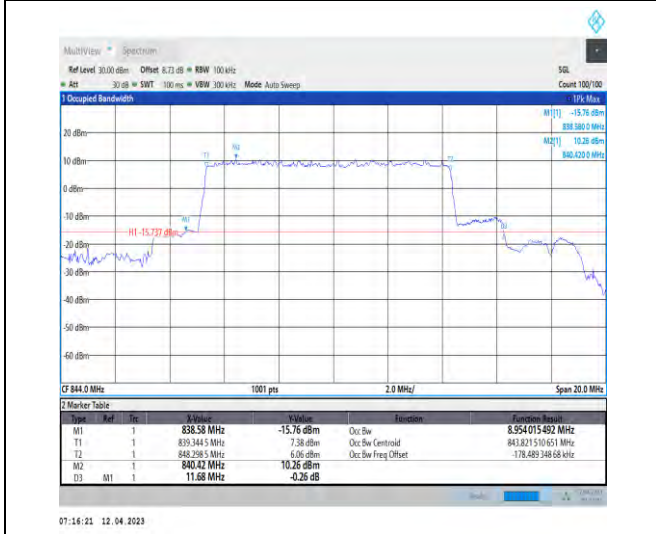 MultiView Spectrum
Ref Level 30.00 dBm Offset 8.73 dB RBW 100 kHz SGL
Att 30 dB SWT 100 ms VBW 300 kHz Mode Auto Sweep Count 100/100
1 Occupied Bandwidth 1Pk Max
M1[1] -15.76 dBm
838.580 0 MHz
20 dBm M2[1] 10.26 dBm
840.420 0 MHz
T1 M2 T2
10 dBm
0 dBm
-10 dBm
M1 D3
H1 -15.737 dBm
-20 dBm
-30 dBm
-40 dBm
-50 dBm
-60 dBm
CF 844.0 MHz 1001 pts 2.0 MHz/ Span 20.0 MHz
2 Marker Table
Type Ref Trc X-Value Y-Value Function Function Result
M1 1 838.58 MHz -15.76 dBm Occ Bw 8.954 015 492 MHz
T1 1 839.344 5 MHz 7.38 dBm Occ Bw Centroid 843.821 510 651 MHz
T2 1 848.298 5 MHz 6.06 dBm Occ Bw Freq Offset -178.489 348 68 kHz
M2 1 840.42 MHz 10.26 dBm
D3 M1 1 11.68 MHz -0.26 dB
07:16:21 12.04.2023